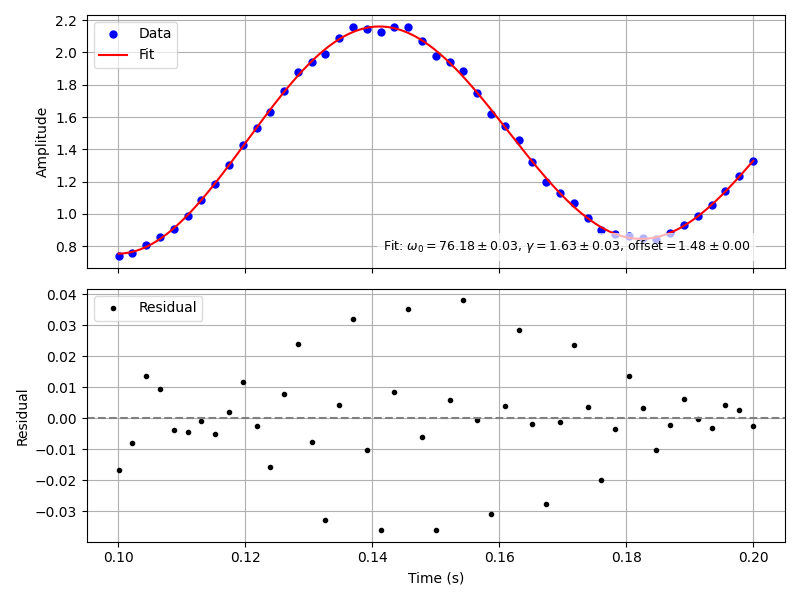 2.2
2.0
1.8
1.6
1.4
1.2
1.0
0.8
Amplitude
Data
Fit
Fit: ω₀ = 76.18 ± 0.03, γ = 1.63 ± 0.03, offset = 1.48 ± 0.00
0.04
0.03
0.02
0.01
0.00
−0.01
−0.02
−0.03
Residual
Residual
0.10 0.12 0.14 0.16 0.18 0.20
Time (s)